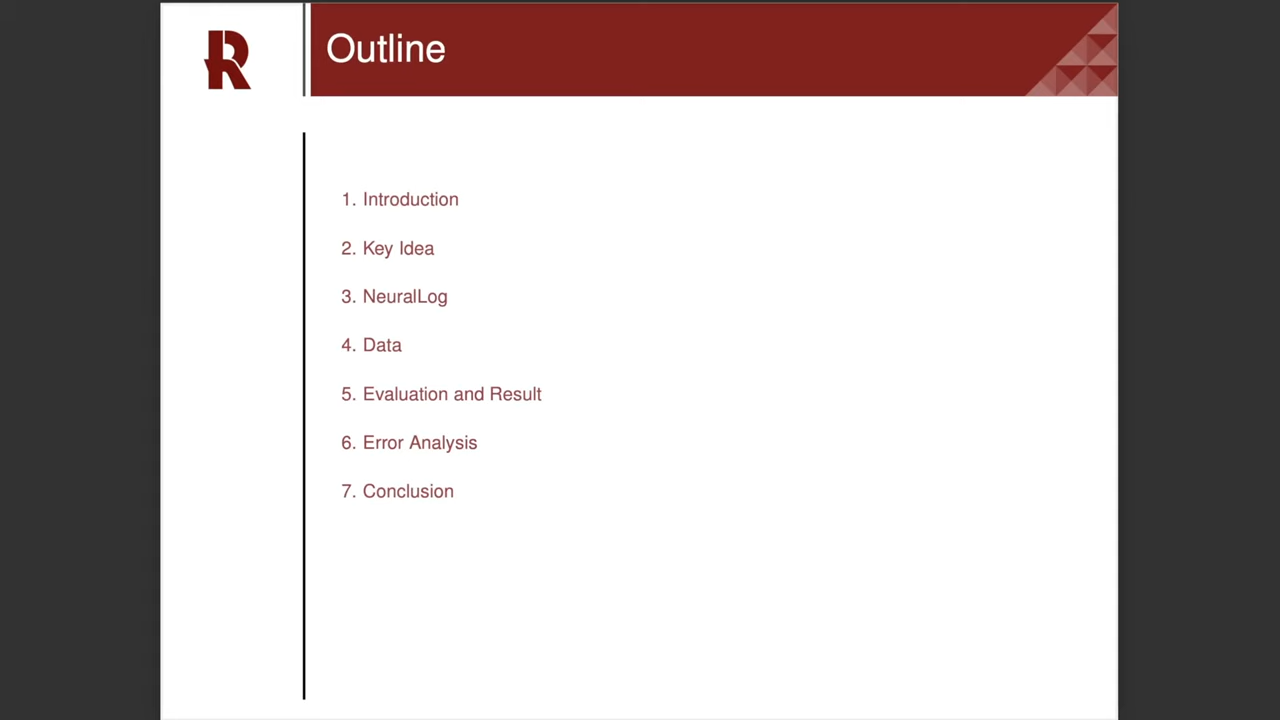 R
Outline
1. Introduction
2. Key Idea
3. NeuralLog
4. Data
5. Evaluation and Result
6. Error Analysis
7. Conclusion